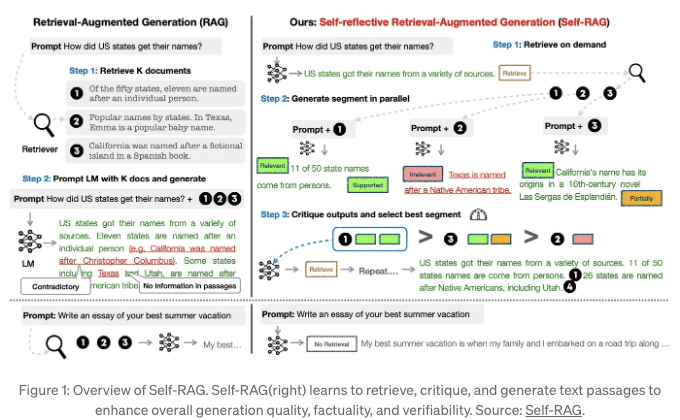 Retrieval-Augmented Generation (RAG)
Prompt How did US states get their names?
Step 1: Retrieve K documents
1 Of the fifty states, eleven are named
after an individual person.
2 Popular names by states. In Texas,
Emma is a popular baby name.
3 California was named after a fictional
island in a Spanish book.
Retriever
Step 2: Prompt LM with K docs and generate
Prompt How did US states get their names? + 1 2 3
LM
US states got their names from a variety of
sources. Eleven states are named after an
individual person (e.g. California was named
after Christopher Columbus). Some states
including Texas and Utah, are named after
American tribe.
Contradictory
No information in passages
Prompt: Write an essay of your best summer vacation
1 2 3
My best...
Ours: Self-reflective Retrieval-Augmented Generation (Self-RAG)
Prompt How did US states get their names?
Step 1: Retrieve on demand
US states got their names from a variety of sources. Retrieve
1 2 3
Step 2: Generate segment in parallel
Prompt + 1
Relevant 11 of 50 state names
come from persons. Supported
Prompt + 2
Irrelevant Texas is named
after a Native American tribe.
Prompt + 3
Relevant California's name has its
origins in a 16th-century novel
Las Sergas de Esplandián. Partially
Step 3: Critique outputs and select best segment
1 > 3 > 2
Retrieve Repeat....
US states got their names from a variety of sources. 11 of 50
states names are come from persons. 1 26 states are named
after Native Americans, including Utah. 4
Prompt: Write an essay of your best summer vacation
No Retrieval My best summer vacation is when my family and I embarked on a road trip along ...
Figure 1: Overview of Self-RAG. Self-RAG(right) learns to retrieve, critique, and generate text passages to
enhance overall generation quality, factuality, and verifiability. Source: Self-RAG.